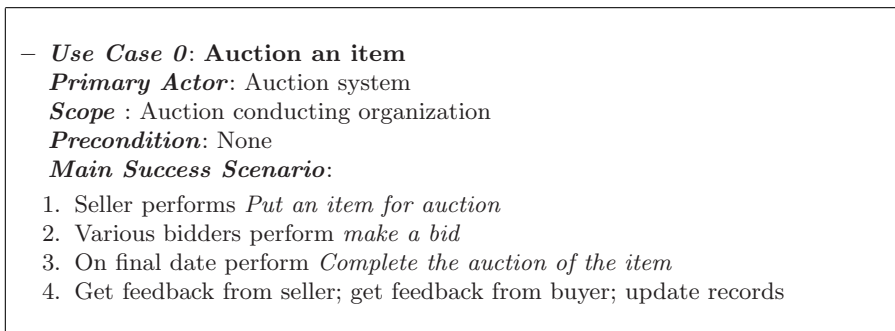 – Use Case 0: Auction an item
Primary Actor: Auction system
Scope : Auction conducting organization
Precondition: None
Main Success Scenario:
1. Seller performs Put an item for auction
2. Various bidders perform make a bid
3. On final date perform Complete the auction of the item
4. Get feedback from seller; get feedback from buyer; update records